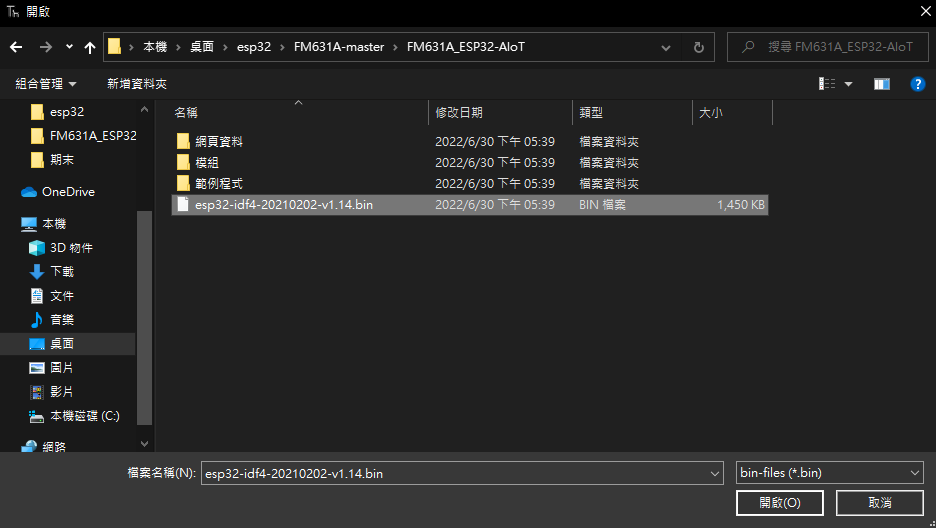 Th 開啟
本機 › 桌面 › esp32 › FM631A-master › FM631A_ESP32-AIoT
搜尋 FM631A_ESP32-AIoT
組合管理 新增資料夾
esp32
FM631A_ESP32
期末
OneDrive
本機
3D 物件
下載
文件
音樂
桌面
圖片
影片
本機磁碟 (C:)
網路
名稱 修改日期 類型 大小
網頁資料 2022/6/30 下午 05:39 檔案資料夾
模組 2022/6/30 下午 05:39 檔案資料夾
範例程式 2022/6/30 下午 05:39 檔案資料夾
esp32-idf4-20210202-v1.14.bin 2022/6/30 下午 05:39 BIN 檔案 1,450 KB
檔案名稱(N): esp32-idf4-20210202-v1.14.bin
bin-files (*.bin)
開啟(O) 取消